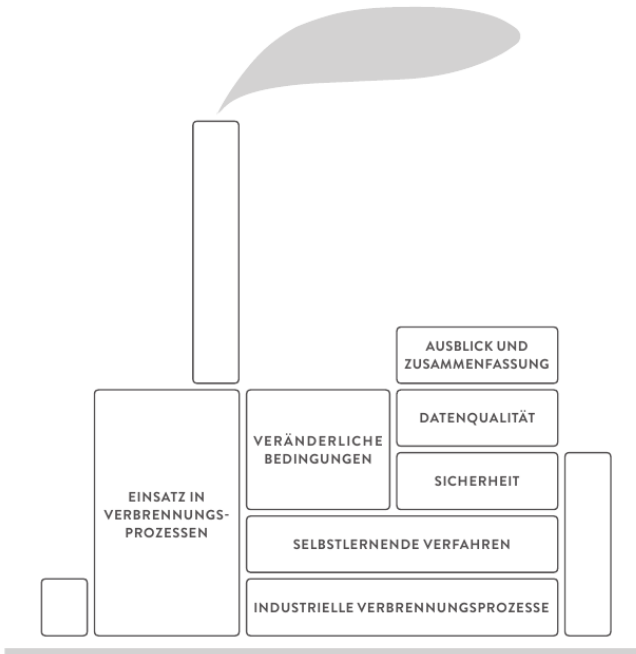 AUSBLICK UND
ZUSAMMENFASSUNG
DATENQUALITÄT
VERÄNDERLICHE
BEDINGUNGEN
SICHERHEIT
EINSATZ IN
VERBRENNUNGS-
PROZESSEN
SELBSTLERNENDE VERFAHREN
INDUSTRIELLE VERBRENNUNGSPROZESSE